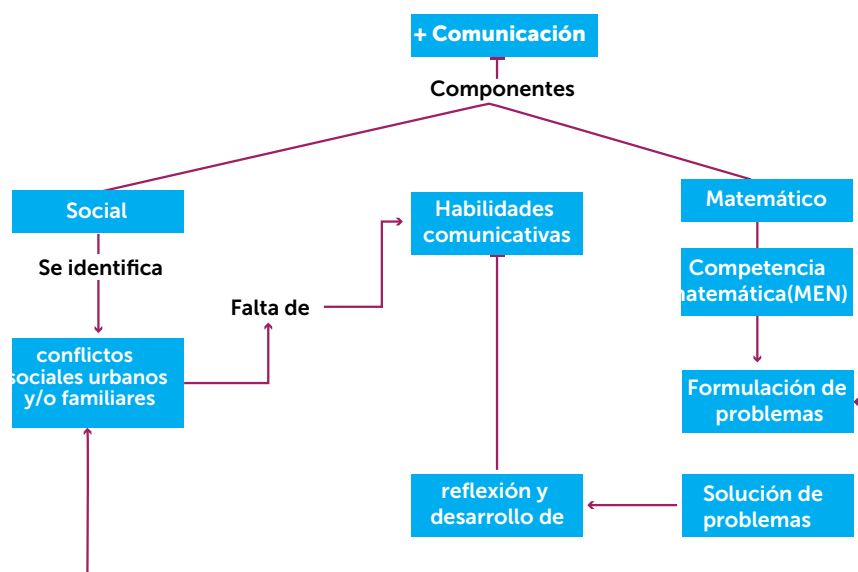 + Comunicación
Componentes
Social
Se identifica
conflictos
sociales urbanos
y/o familiares
Falta de
Habilidades
comunicativas
reflexión y
desarrollo de
Matemático
Competencia
matemática(MEN)
Formulación de
problemas
Solución de
problemas